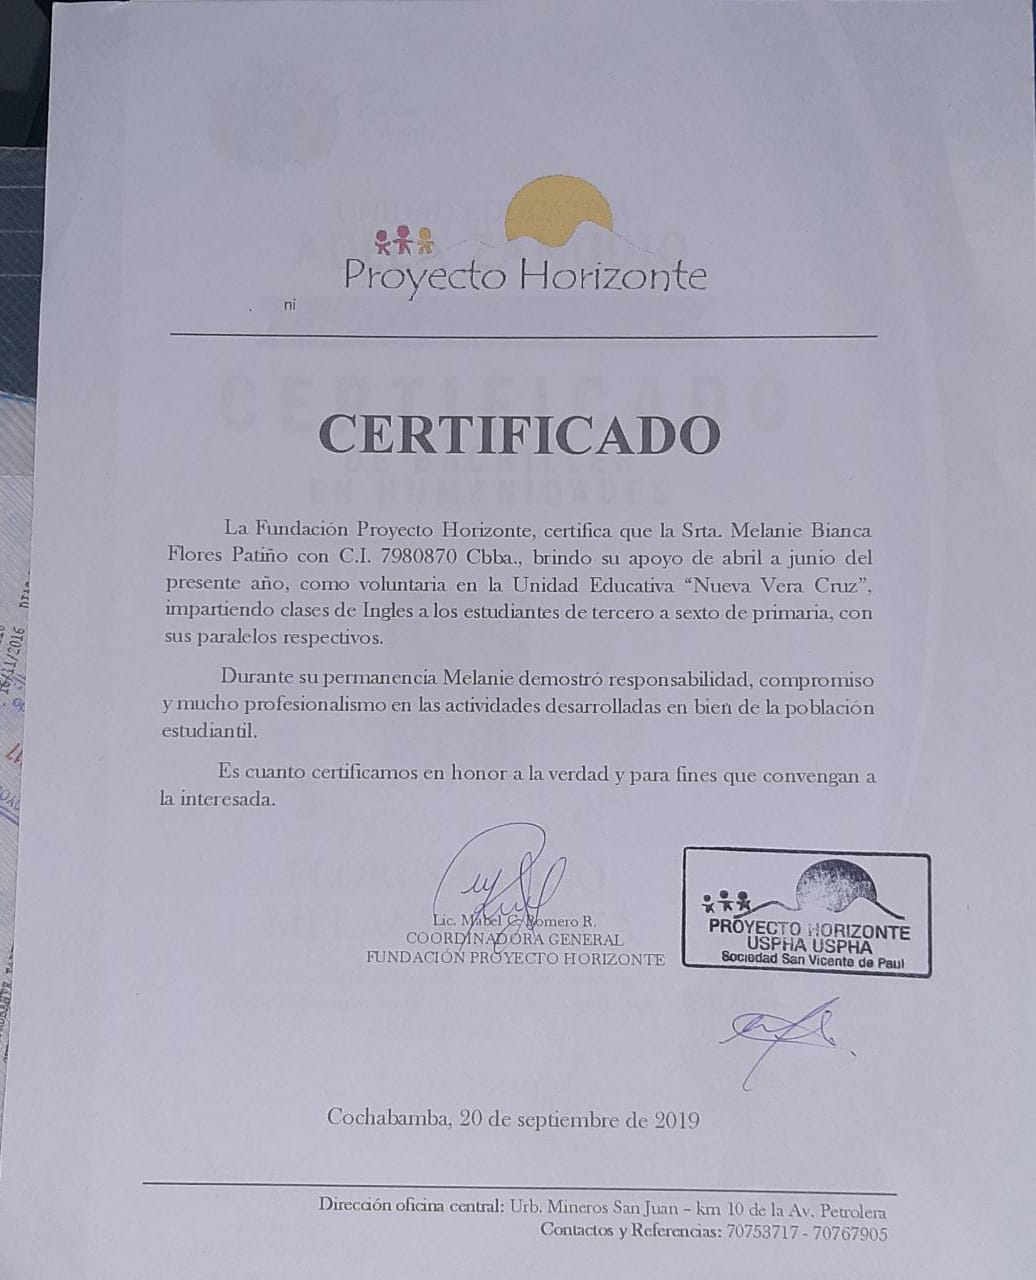 Proyecto Horizonte
ni
CERTIFICADO
La Fundación Proyecto Horizonte, certifica que la Srta. Melanie Bianca
Flores Patiño con C.I. 7980870 Cbba., brindo su apoyo de abril a junio del
presente año, como voluntaria en la Unidad Educativa “Nueva Vera Cruz”,
impartiendo clases de Ingles a los estudiantes de tercero a sexto de primaria, con
sus paralelos respectivos.
Durante su permanencia Melanie demostró responsabilidad, compromiso
y mucho profesionalismo en las actividades desarrolladas en bien de la población
estudiantil.
Es cuanto certificamos en honor a la verdad y para fines que convengan a
la interesada.
Lic. Mabel C. Romero R.
COORDINADORA GENERAL
FUNDACIÓN PROYECTO HORIZONTE
PROYECTO HORIZONTE
USPHA USPHA
Sociedad San Vicente de Paul
Cochabamba, 20 de septiembre de 2019
Dirección oficina central: Urb. Mineros San Juan – km 10 de la Av. Petrolera
Contactos y Referencias: 70753717 - 70767905
CERTIFICADO
EN HUMANIDADES
16/11/2016